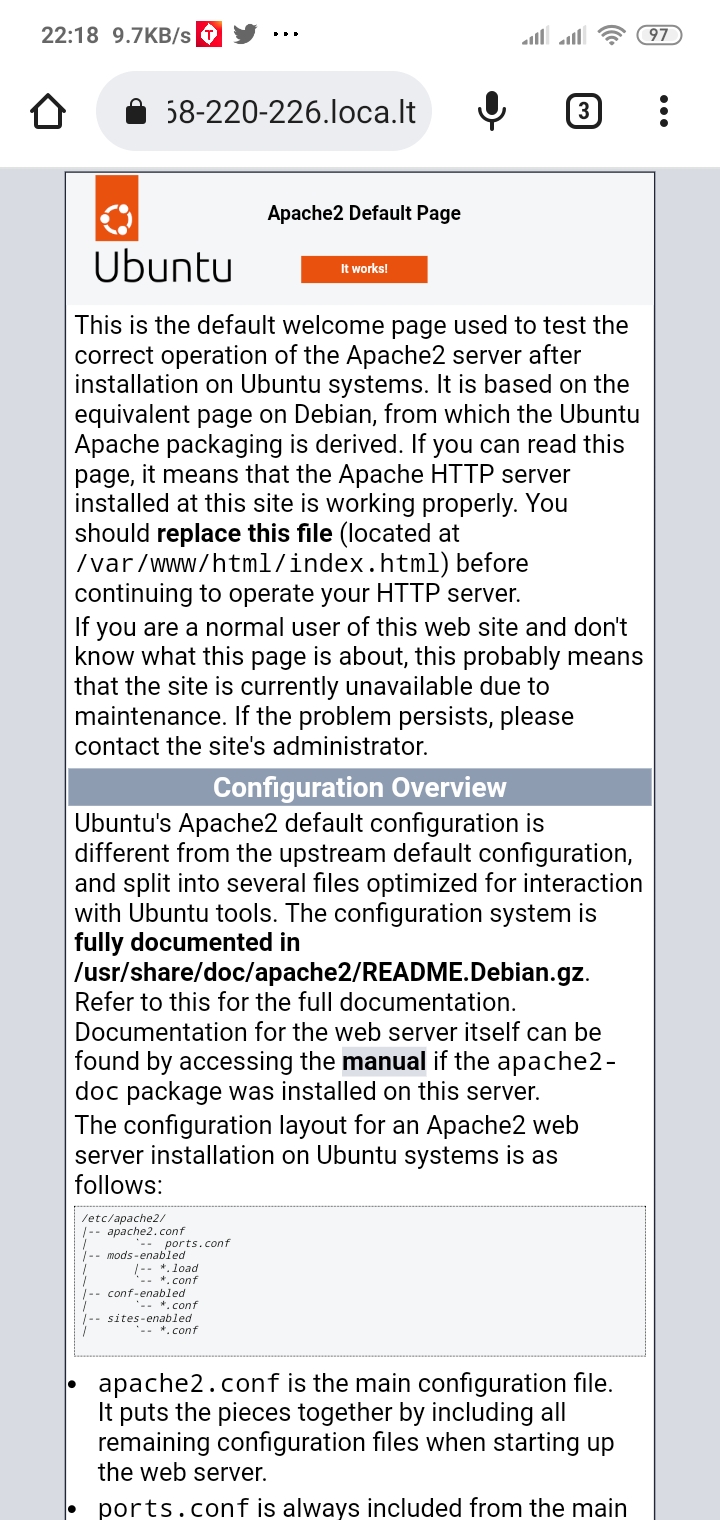 22:18 9.7KB/s
97
68-220-226.loca.lt
3
Apache2 Default Page
Ubuntu
It works!
This is the default welcome page used to test the
correct operation of the Apache2 server after
installation on Ubuntu systems. It is based on the
equivalent page on Debian, from which the Ubuntu
Apache packaging is derived. If you can read this
page, it means that the Apache HTTP server
installed at this site is working properly. You
should replace this file (located at
/var/www/html/index.html) before
continuing to operate your HTTP server.
If you are a normal user of this web site and don't
know what this page is about, this probably means
that the site is currently unavailable due to
maintenance. If the problem persists, please
contact the site's administrator.
Configuration Overview
Ubuntu's Apache2 default configuration is
different from the upstream default configuration,
and split into several files optimized for interaction
with Ubuntu tools. The configuration system is
fully documented in
/usr/share/doc/apache2/README.Debian.gz.
Refer to this for the full documentation.
Documentation for the web server itself can be
found by accessing the manual if the apache2-
doc package was installed on this server.
The configuration layout for an Apache2 web
server installation on Ubuntu systems is as
follows:
/etc/apache2/
|-- apache2.conf
|       `--  ports.conf
|-- mods-enabled
|       |-- *.load
|       `-- *.conf
|-- conf-enabled
|       `-- *.conf
|-- sites-enabled
|       `-- *.conf
• apache2.conf is the main configuration file.
It puts the pieces together by including all
remaining configuration files when starting up
the web server.
• ports.conf is always included from the main